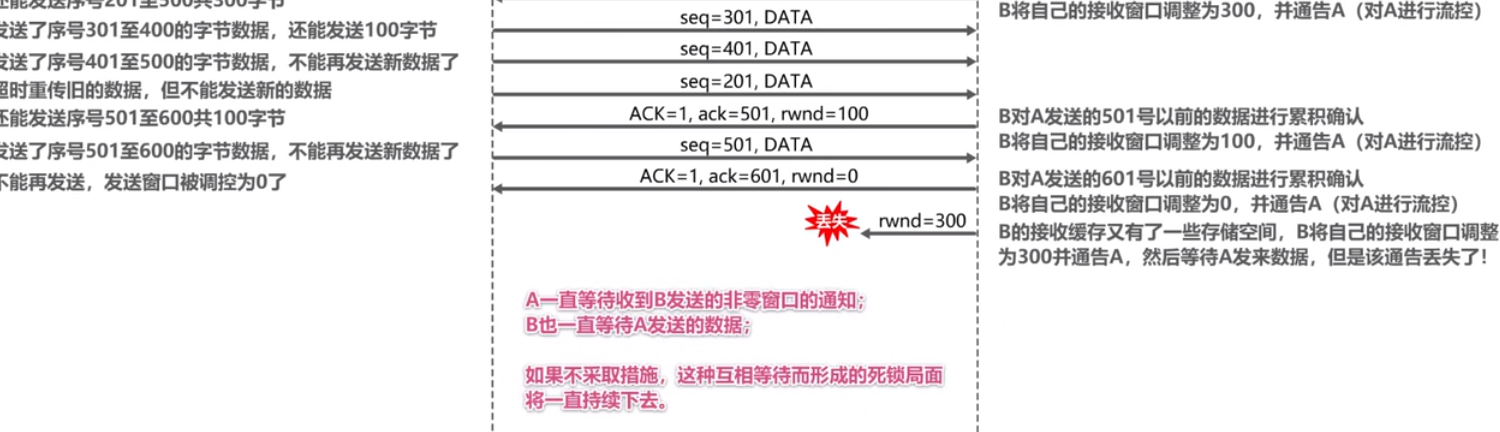 能发送序号201至500共300字节
seq=301, DATA
B将自己的接收窗口调整为300，并通告A（对A进行流控）
发送了序号301至400的字节数据，还能发送100字节
seq=401, DATA
发送了序号401至500的字节数据，不能再发送新数据了
seq=201, DATA
超时重传旧的数据，但不能发送新的数据
ACK=1, ack=501, rwnd=100
还能发送序号501至600共100字节
B对A发送的501号以前的数据进行累积确认
B将自己的接收窗口调整为100，并通告A（对A进行流控）
seq=501, DATA
发送了序号501至600的字节数据，不能再发送新数据了
ACK=1, ack=601, rwnd=0
不能再发送，发送窗口被调控为0了
B对A发送的601号以前的数据进行累积确认
B将自己的接收窗口调整为0，并通告A（对A进行流控）
丢失
rwnd=300
B的接收缓存又有了一些存储空间，B将自己的接收窗口调整
为300并通告A，然后等待A发来数据，但是该通告丢失了！
A一直等待收到B发送的非零窗口的通知；
B也一直等待A发送的数据；
如果不采取措施，这种互相等待而形成的死锁局面
将一直持续下去。